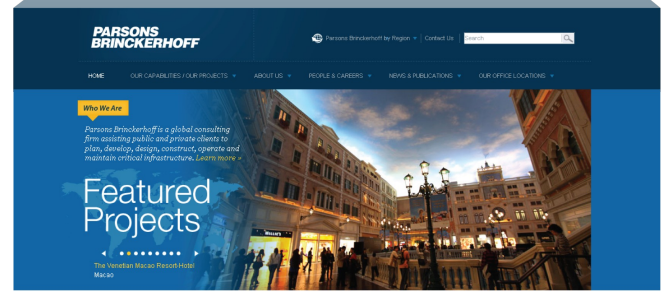 PARSONS
BRINCKERHOFF
Parsons Brinckerhoff by Region
Contact Us
Search
HOME
OUR CAPABILITIES / OUR PROJECTS
ABOUT US
PEOPLE & CAREERS
NEWS & PUBLICATIONS
OUR OFFICE LOCATIONS
Who We Are
Parsons Brinckerhoff is a global consulting
firm assisting public and private clients to
plan, develop, design, construct, operate and
maintain critical infrastructure. Learn more »
Featured
Projects
The Venetian Macao Resort-Hotel
Macao